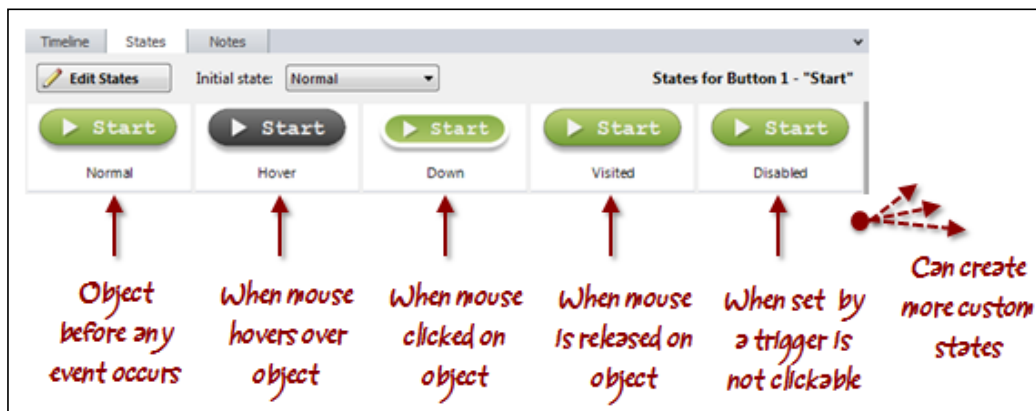 Timeline States Notes
Edit States Initial state: Normal States for Button 1 - "Start"
Start Start Start Start Start
Normal Hover Down Visited Disabled
Object
before any
event occurs
When mouse
hovers over
object
When mouse
clicked on
object
When mouse
is released on
object
When set by
a trigger is
not clickable
Can create
more custom
states